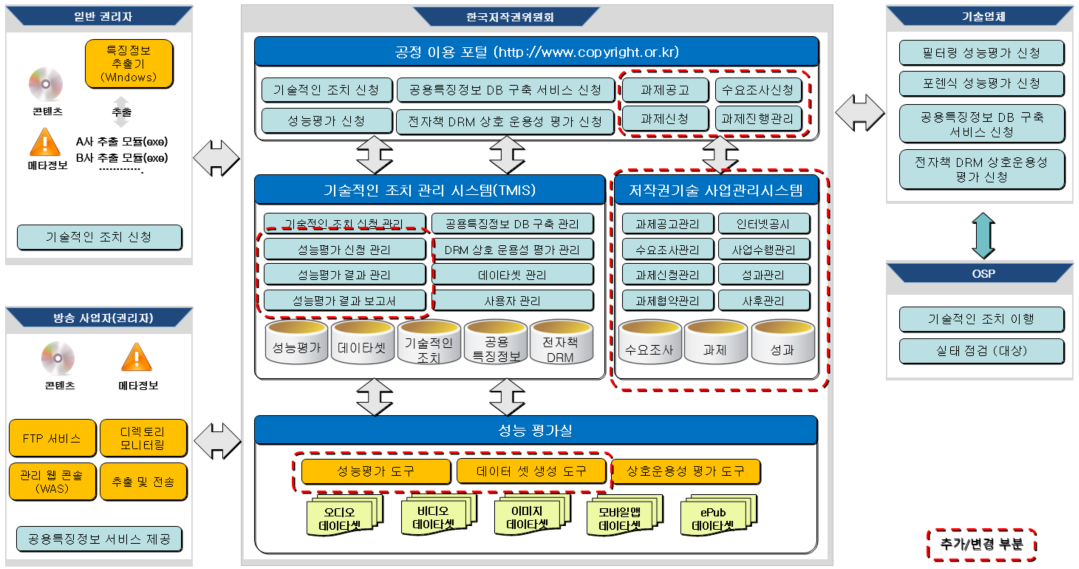 일반 권리자
특징정보
추출기
(Windows)
콘텐츠
추출
메타정보
A사 추출 모듈(exe)
B사 추출 모듈(exe)
............
기술적인 조치 신청
방송 사업자(권리자)
콘텐츠
메타정보
FTP 서비스
디렉토리
모니터링
관리 웹 콘솔
(WAS)
추출 및 전송
공용특징정보 서비스 제공
한국저작권위원회
공정 이용 포털 (http://www.copyright.or.kr)
기술적인 조치 신청
공용특징정보 DB 구축 서비스 신청
과제공고
수요조사신청
성능평가 신청
전자책 DRM 상호 운용성 평가 신청
과제신청
과제진행관리
기술적인 조치 관리 시스템(TMIS)
기술적인 조치 신청 관리
공용특징정보 DB 구축 관리
성능평가 신청 관리
DRM 상호 운용성 평가 관리
성능평가 결과 관리
데이타셋 관리
성능평가 결과 보고서
사용자 관리
성능평가
데이타셋
기술적인
조치
공용
특징정보
전자책
DRM
저작권기술 사업관리시스템
과제공고관리
인터넷공시
수요조사관리
사업수행관리
과제신청관리
성과관리
과제협약관리
사후관리
수요조사
과제
성과
성능 평가실
성능평가 도구
데이터 셋 생성 도구
상호운용성 평가 도구
오디오
데이타셋
비디오
데이타셋
이미지
데이타셋
모바일앱
데이타셋
ePub
데이타셋
기술업체
필터링 성능평가 신청
포렌식 성능평가 신청
공용특징정보 DB 구축
서비스 신청
전자책 DRM 상호운용성
평가 신청
OSP
기술적인 조치 이행
실태 점검 (대상)
추가/변경 부분